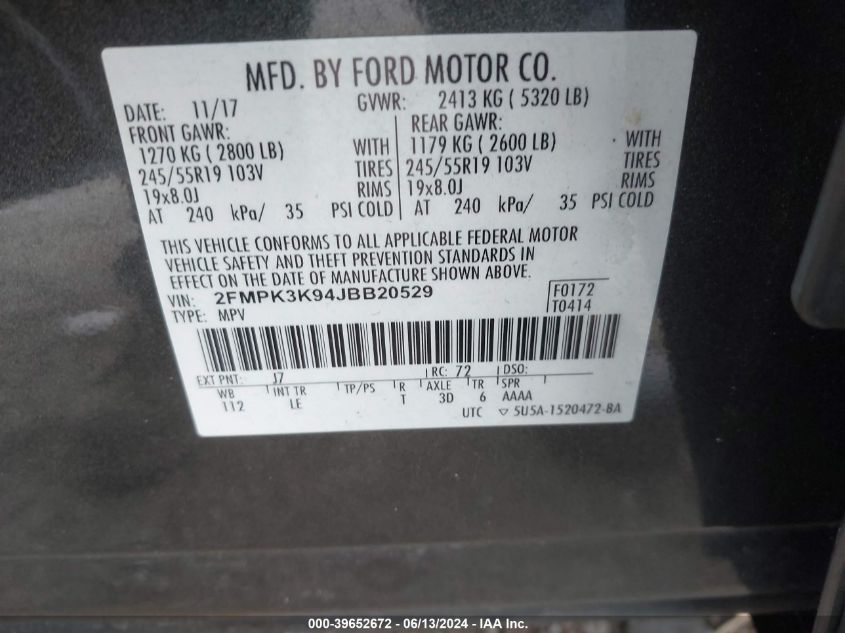 MFD. BY FORD MOTOR CO.
DATE: 11/17 GVWR: 2413 KG ( 5320 LB)
FRONT GAWR: REAR GAWR:
1270 KG ( 2800 LB) WITH 1179 KG ( 2600 LB) WITH
245/55R19 103V TIRES 245/55R19 103V TIRES
19x8.0J RIMS 19x8.0J RIMS
AT 240 kPa/ 35 PSI COLD AT 240 kPa/ 35 PSI COLD
THIS VEHICLE CONFORMS TO ALL APPLICABLE FEDERAL MOTOR
VEHICLE SAFETY AND THEFT PREVENTION STANDARDS IN
EFFECT ON THE DATE OF MANUFACTURE SHOWN ABOVE.
VIN: 2FMPK3K94JBB20529 F0172
TYPE: MPV T0414
EXT PNT: J7 RC: 72 DSO:
WB INT TR TP/PS R AXLE TR SPR
112 LE T 3D 6 AAAA
UTC ▽ 5U5A-1520472-BA
000-39652672 / 06/13/2024 - IAA Inc.